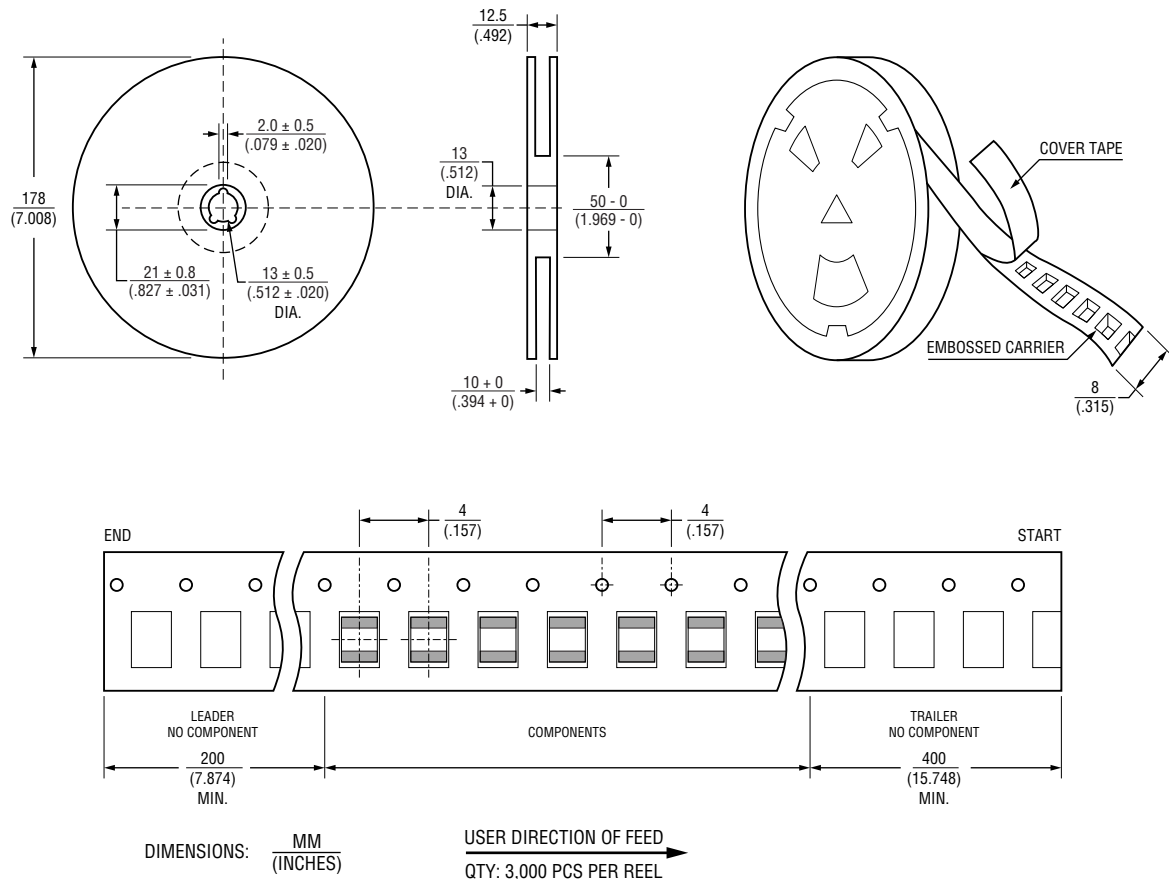 12.5
(.492)
2.0 ± 0.5
(.079 ± .020)
178
(7.008)
21 ± 0.8
(.827 ± .031)
13 ± 0.5
(.512 ± .020)
DIA.
13
(.512)
DIA.
50 - 0
(1.969 - 0)
10 + 0
(.394 + 0)
COVER TAPE
EMBOSSED CARRIER
8
(.315)
END
4
(.157)
4
(.157)
START
LEADER
NO COMPONENT
COMPONENTS
TRAILER
NO COMPONENT
200
(7.874)
MIN.
400
(15.748)
MIN.
DIMENSIONS:
MM
(INCHES)
USER DIRECTION OF FEED
QTY: 3,000 PCS PER REEL